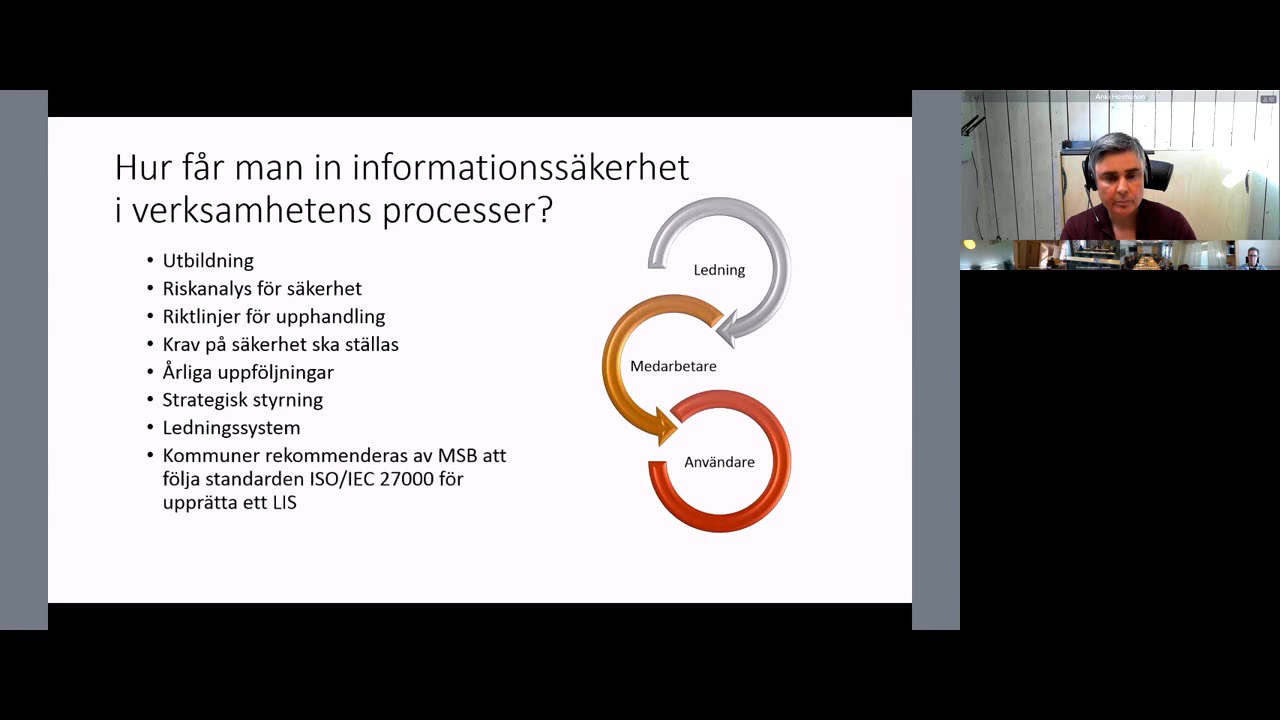 Hur får man in informationssäkerhet
i verksamhetens processer?
• Utbildning
• Riskanalys för säkerhet
• Riktlinjer för upphandling
• Krav på säkerhet ska ställas
• Årliga uppföljningar
• Strategisk styrning
• Ledningssystem
• Kommuner rekommenderas av MSB att
följa standarden ISO/IEC 27000 för
upprätta ett LIS
Ledning
Medarbetare
Användare